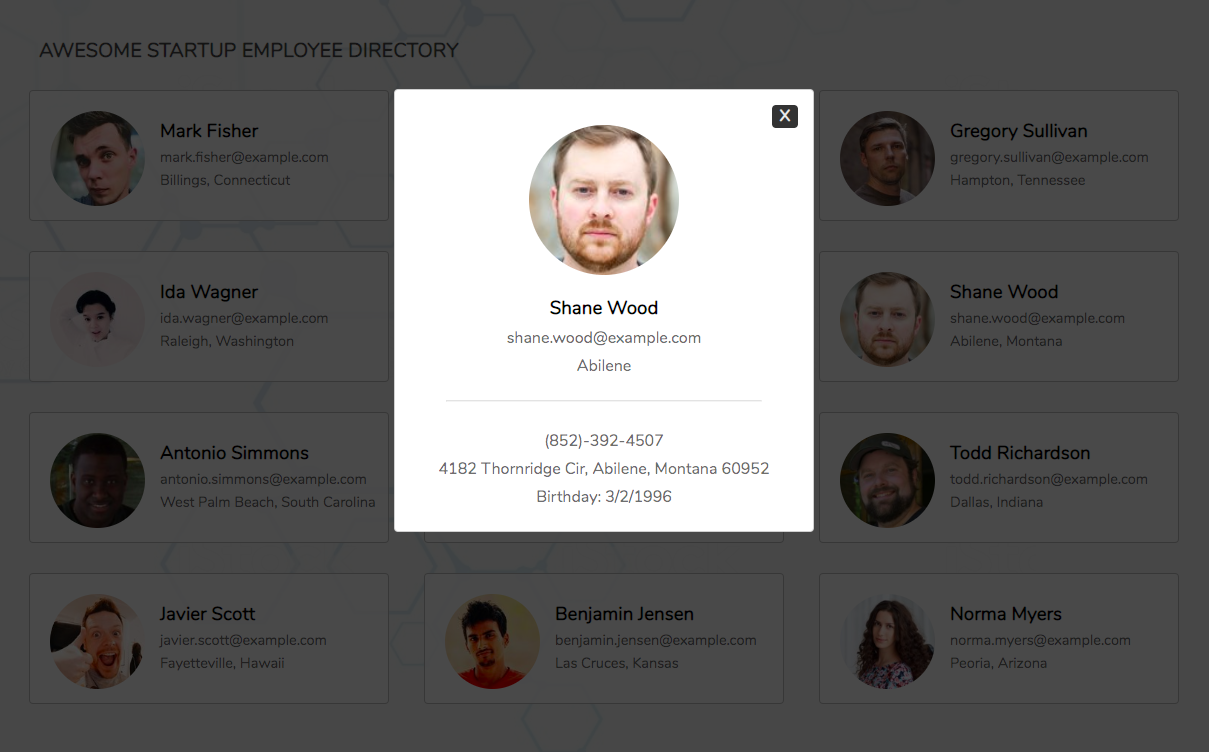 AWESOME STARTUP EMPLOYEE DIRECTORY
Mark Fisher
mark.fisher@example.com
Billings, Connecticut
Gregory Sullivan
gregory.sullivan@example.com
Hampton, Tennessee
Ida Wagner
ida.wagner@example.com
Raleigh, Washington
Shane Wood
shane.wood@example.com
Abilene, Montana
Antonio Simmons
antonio.simmons@example.com
West Palm Beach, South Carolina
Todd Richardson
todd.richardson@example.com
Dallas, Indiana
Javier Scott
javier.scott@example.com
Fayetteville, Hawaii
Benjamin Jensen
benjamin.jensen@example.com
Las Cruces, Kansas
Norma Myers
norma.myers@example.com
Peoria, Arizona
X
Shane Wood
shane.wood@example.com
Abilene
(852)-392-4507
4182 Thornridge Cir, Abilene, Montana 60952
Birthday: 3/2/1996